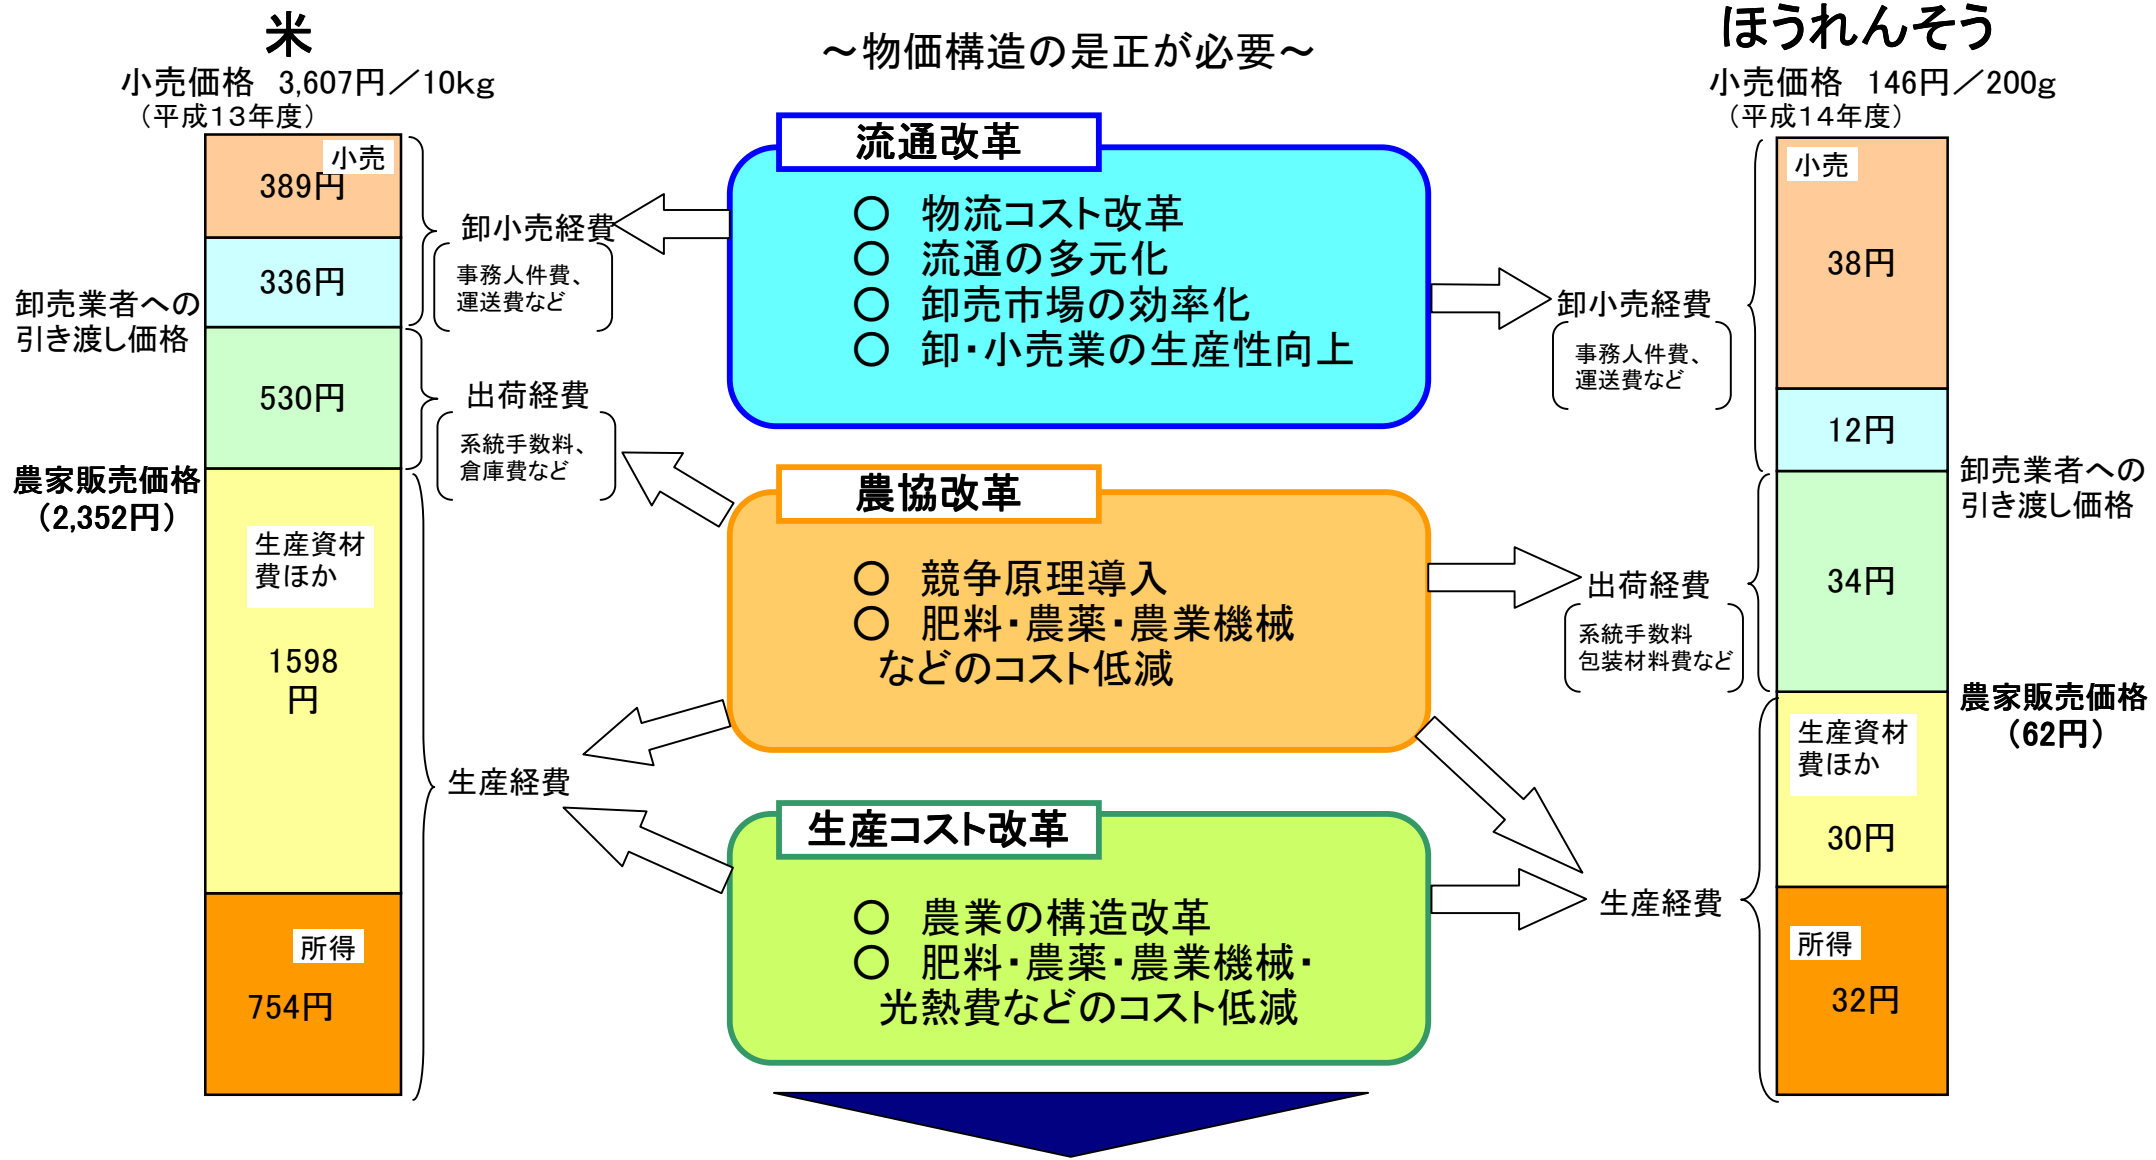 ～物価構造の是正が必要～
米
小売価格　3,607円／10kg
（平成13年度）
小売
389円
336円
530円
生産資材
費ほか
1598
円
所得
754円
卸売業者への
引き渡し価格
農家販売価格
（2,352円）
卸小売経費
事務人件費、
運送費など
出荷経費
系統手数料、
倉庫費など
生産経費
流通改革
○　物流コスト改革
○　流通の多元化
○　卸売市場の効率化
○　卸・小売業の生産性向上
農協改革
○　競争原理導入
○　肥料・農薬・農業機械
などのコスト低減
生産コスト改革
○　農業の構造改革
○　肥料・農薬・農業機械・
光熱費などのコスト低減
ほうれんそう
小売価格　146円／200g
（平成14年度）
卸小売経費
事務人件費、
運送費など
出荷経費
系統手数料
包装材料費など
生産経費
小売
38円
12円
34円
生産資材
費ほか
30円
所得
32円
卸売業者への
引き渡し価格
農家販売価格
（62円）